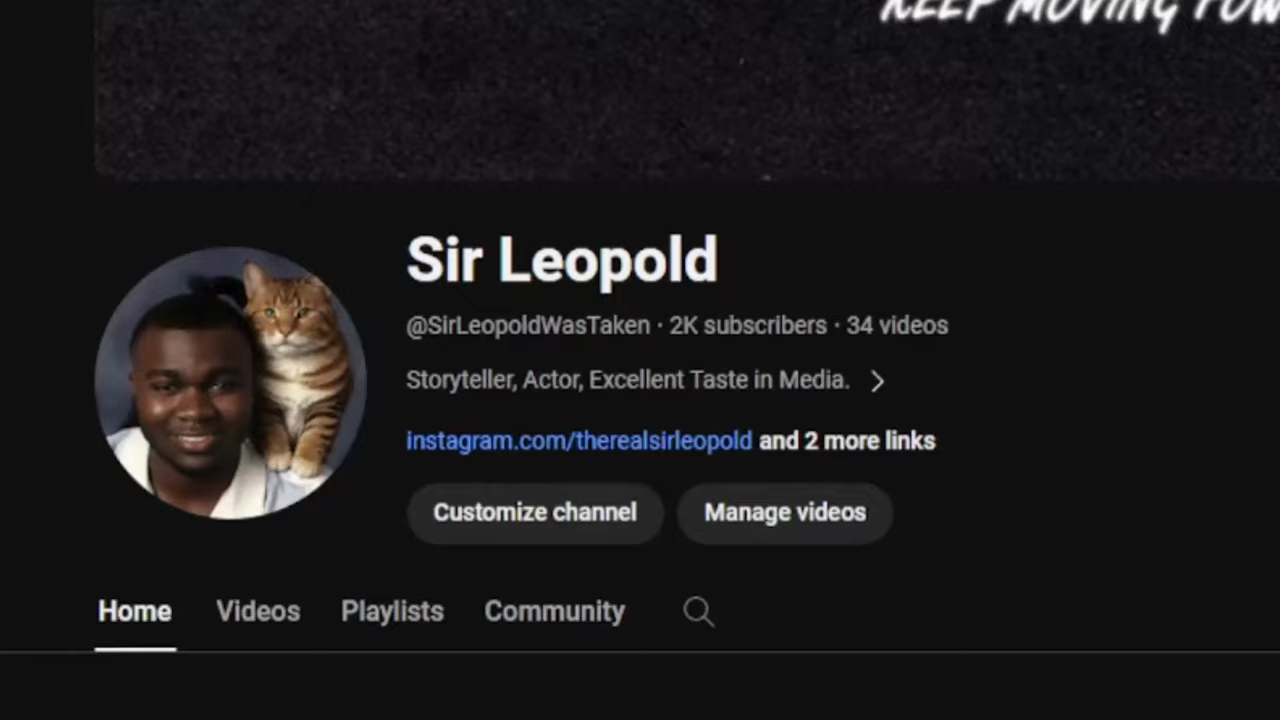 KEEP MOVING
Sir Leopold
@SirLeopoldWasTaken · 2K subscribers · 34 videos
Storyteller, Actor, Excellent Taste in Media.
instagram.com/therealsirleopold and 2 more links
Customize channel Manage videos
Home Videos Playlists Community